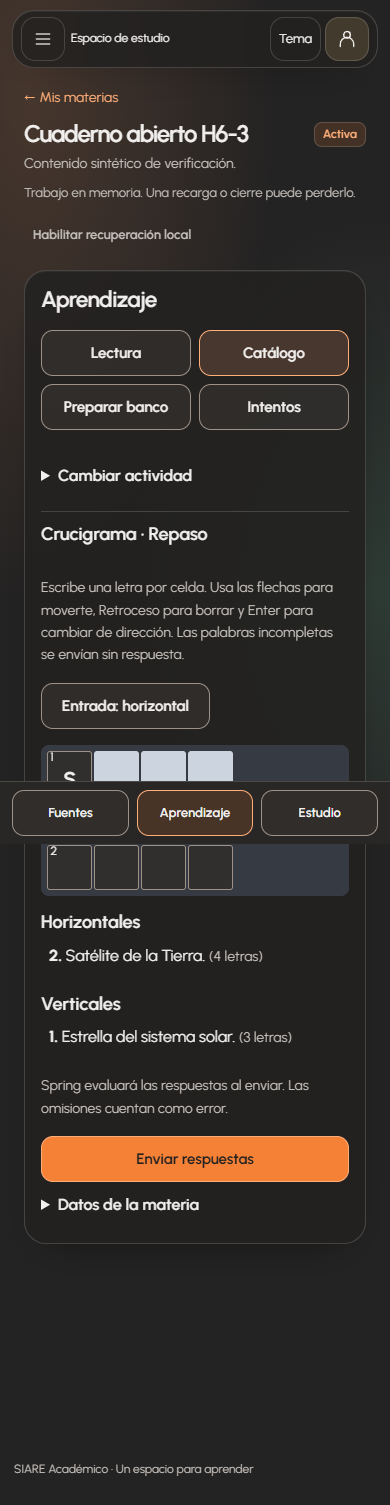 Espacio de estudio
Tema
← Mis materias
Cuaderno abierto H6-3
Activa
Contenido sintético de verificación.
Trabajo en memoria. Una recarga o cierre puede perderlo.
Habilitar recuperación local
Aprendizaje
Lectura
Catálogo
Preparar banco
Intentos
▶ Cambiar actividad
Crucigrama · Repaso
Escribe una letra por celda. Usa las flechas para
moverte, Retroceso para borrar y Enter para
cambiar de dirección. Las palabras incompletas
se envían sin respuesta.
Entrada: horizontal
1
S
Fuentes
Aprendizaje
Estudio
2
Horizontales
2. Satélite de la Tierra. (4 letras)
Verticales
1. Estrella del sistema solar. (3 letras)
Spring evaluará las respuestas al enviar. Las
omisiones cuentan como error.
Enviar respuestas
▶ Datos de la materia
SIARE Académico · Un espacio para aprender